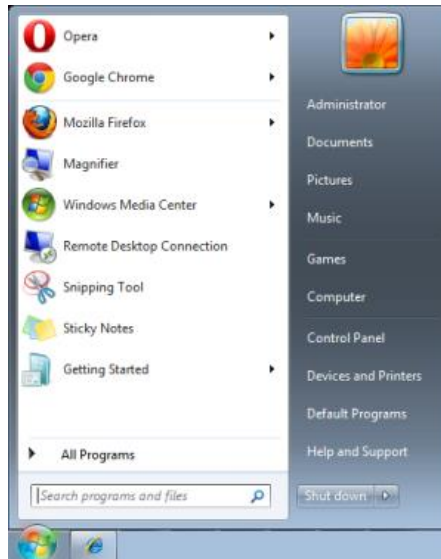 Opera
Google Chrome
Mozilla Firefox
Magnifier
Windows Media Center
Remote Desktop Connection
Snipping Tool
Sticky Notes
Getting Started
All Programs
Search programs and files
Administrator
Documents
Pictures
Music
Games
Computer
Control Panel
Devices and Printers
Default Programs
Help and Support
Shut down